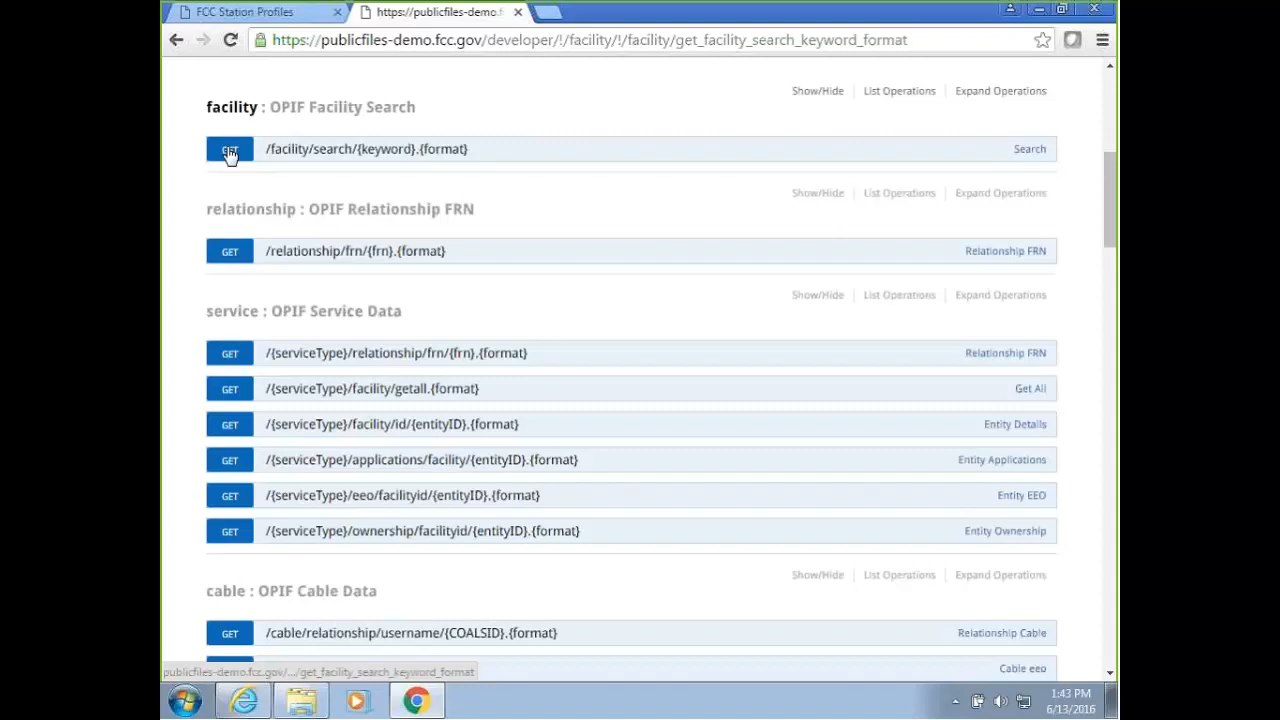 FCC Station Profiles
https://publicfiles-demo.f
https://publicfiles-demo.fcc.gov/developer/!/facility/!/facility/get_facility_search_keyword_format
facility : OPIF Facility Search
Show/Hide List Operations Expand Operations
GET /facility/search/{keyword}.{format} Search
relationship : OPIF Relationship FRN
Show/Hide List Operations Expand Operations
GET /relationship/frn/{frn}.{format} Relationship FRN
service : OPIF Service Data
Show/Hide List Operations Expand Operations
GET /{serviceType}/relationship/frn/{frn}.{format} Relationship FRN
GET /{serviceType}/facility/getall.{format} Get All
GET /{serviceType}/facility/id/{entityID}.{format} Entity Details
GET /{serviceType}/applications/facility/{entityID}.{format} Entity Applications
GET /{serviceType}/eeo/facilityid/{entityID}.{format} Entity EEO
GET /{serviceType}/ownership/facilityid/{entityID}.{format} Entity Ownership
cable : OPIF Cable Data
Show/Hide List Operations Expand Operations
GET /cable/relationship/username/{COALSID}.{format} Relationship Cable
Cable eeo
publicfiles-demo.fcc.gov/.../get_facility_search_keyword_format
1:43 PM
6/13/2016